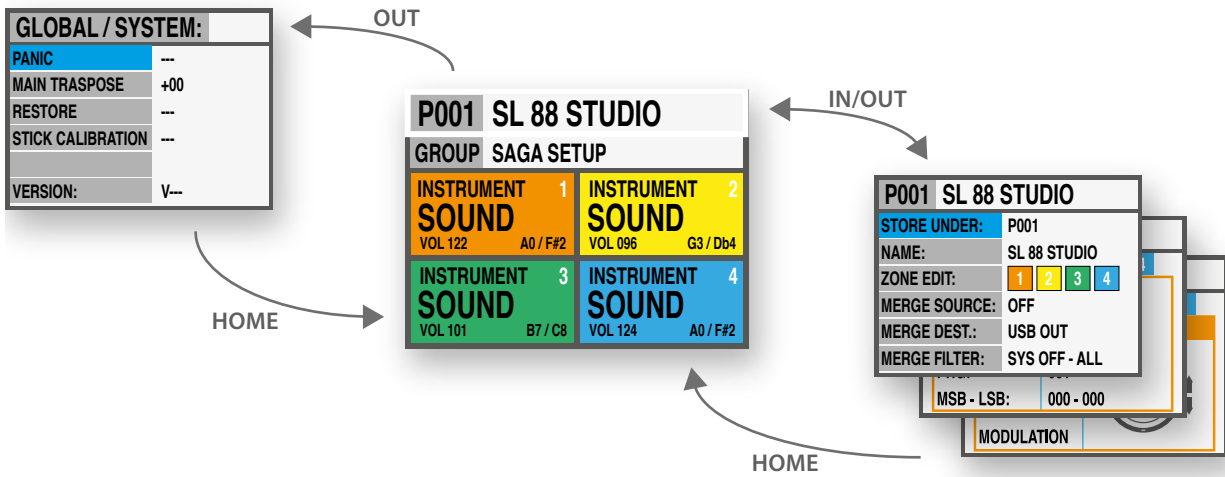 GLOBAL / SYSTEM:
PANIC ---
MAIN TRASPOSE +00
RESTORE ---
STICK CALIBRATION ---
VERSION: V---
OUT
HOME
P001 SL 88 STUDIO
GROUP SAGA SETUP
INSTRUMENT 1
SOUND
VOL 122 A0 / F#2
INSTRUMENT 2
SOUND
VOL 096 G3 / Db4
INSTRUMENT 3
SOUND
VOL 101 B7 / C8
INSTRUMENT 4
SOUND
VOL 124 A0 / F#2
IN/OUT
P001 SL 88 STUDIO
STORE UNDER: P001
NAME: SL 88 STUDIO
ZONE EDIT: 1 2 3 4
MERGE SOURCE: OFF
MERGE DEST.: USB OUT
MERGE FILTER: SYS OFF - ALL
MSB - LSB: 000 - 000
MODULATION
HOME